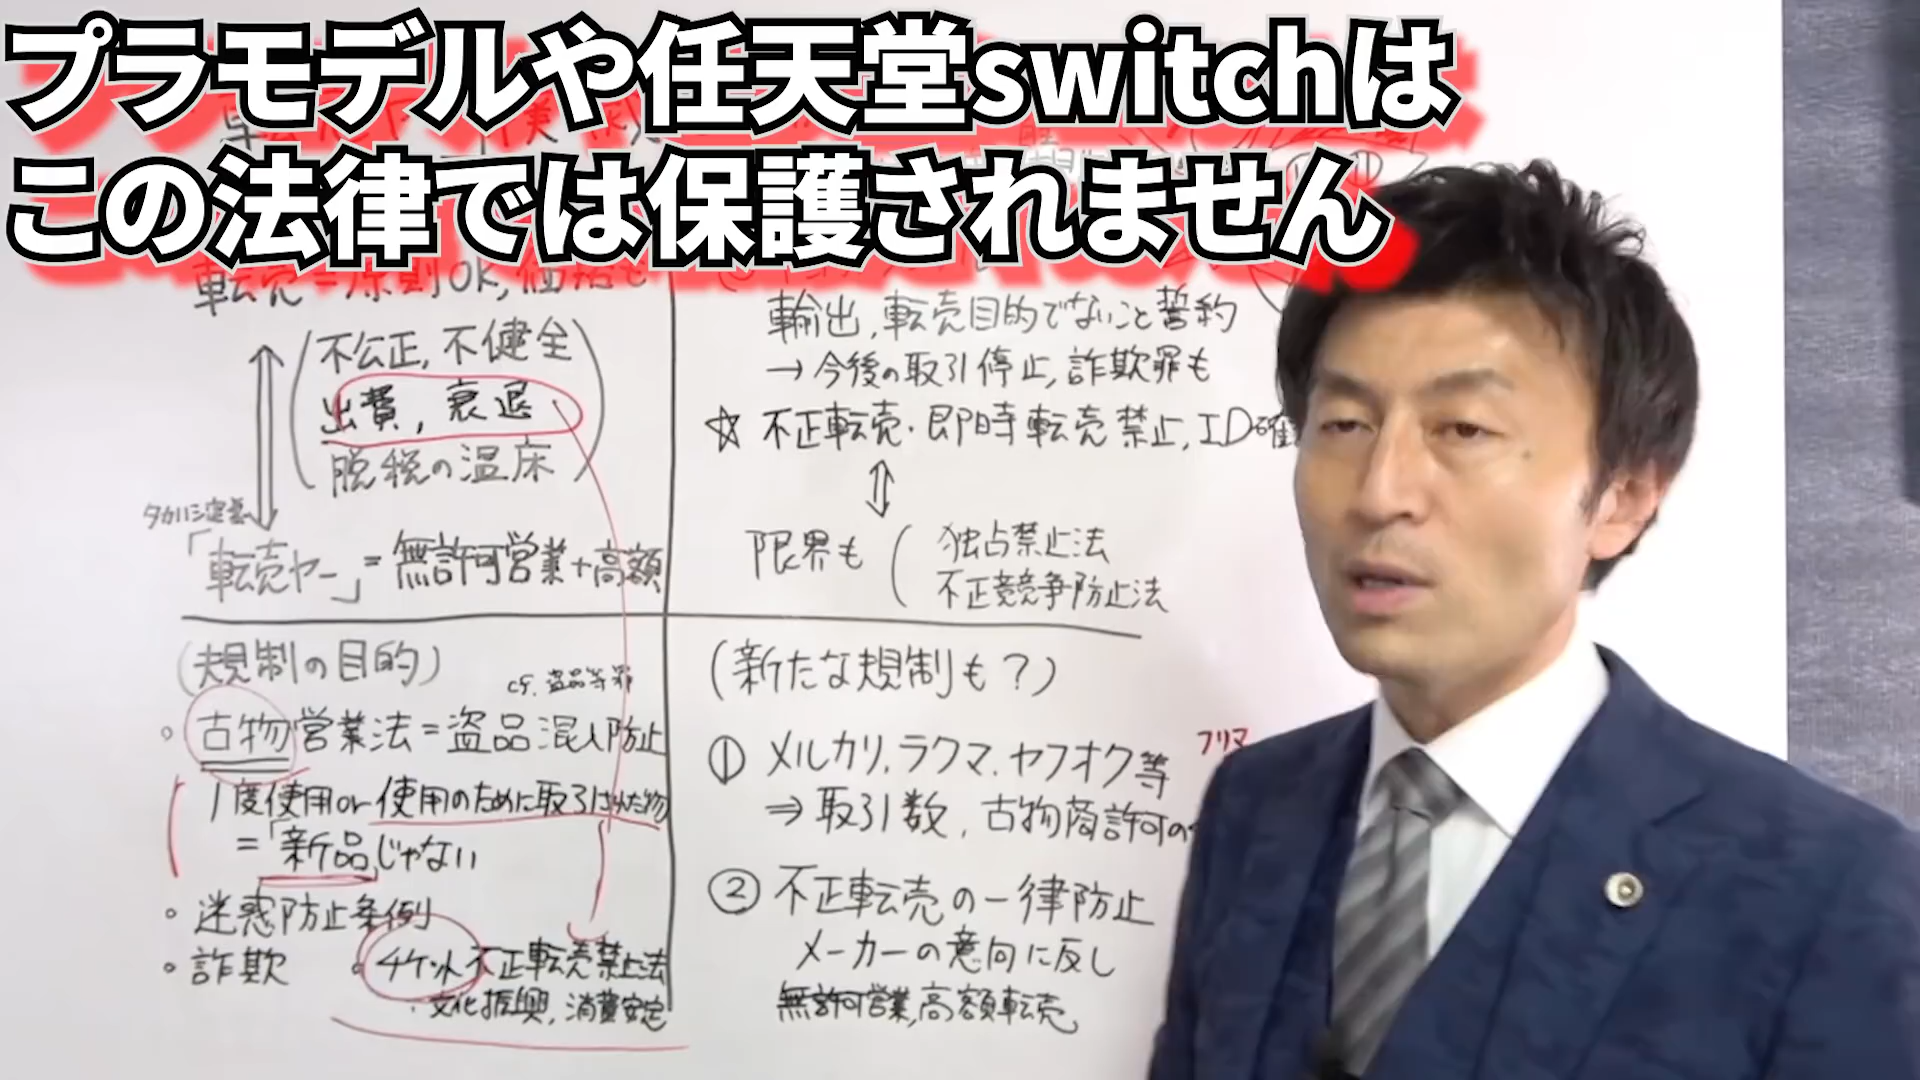 プラモデルや任天堂switchは
この法律では保護されません
転売=原則OK,価格も
(不公正,不健全
出費,衰退
脱税の温床)
タカハシ定義
「転売ヤー」=無許可営業+高額
(規制の目的)
cf.盗品等罪
○古物営業法=盗品混入防止
1度使用or使用のために取引された物
=「新品」じゃない
○迷惑防止条例
○詐欺
○チケット不正転売禁止法
:文化振興,消費安定
輸出,転売目的でないこと誓約
→今後の取引停止,詐欺罪も
☆不正転売・即時転売禁止,ID確
⇕
限界も(独占禁止法
不正競争防止法
(新たな規制も?)
フリマ
①メルカリ,ラクマ,ヤフオク等
⇒取引数,古物商許可の
②不正転売の一律防止
メーカーの意向に反し
無許可営業,高額転売